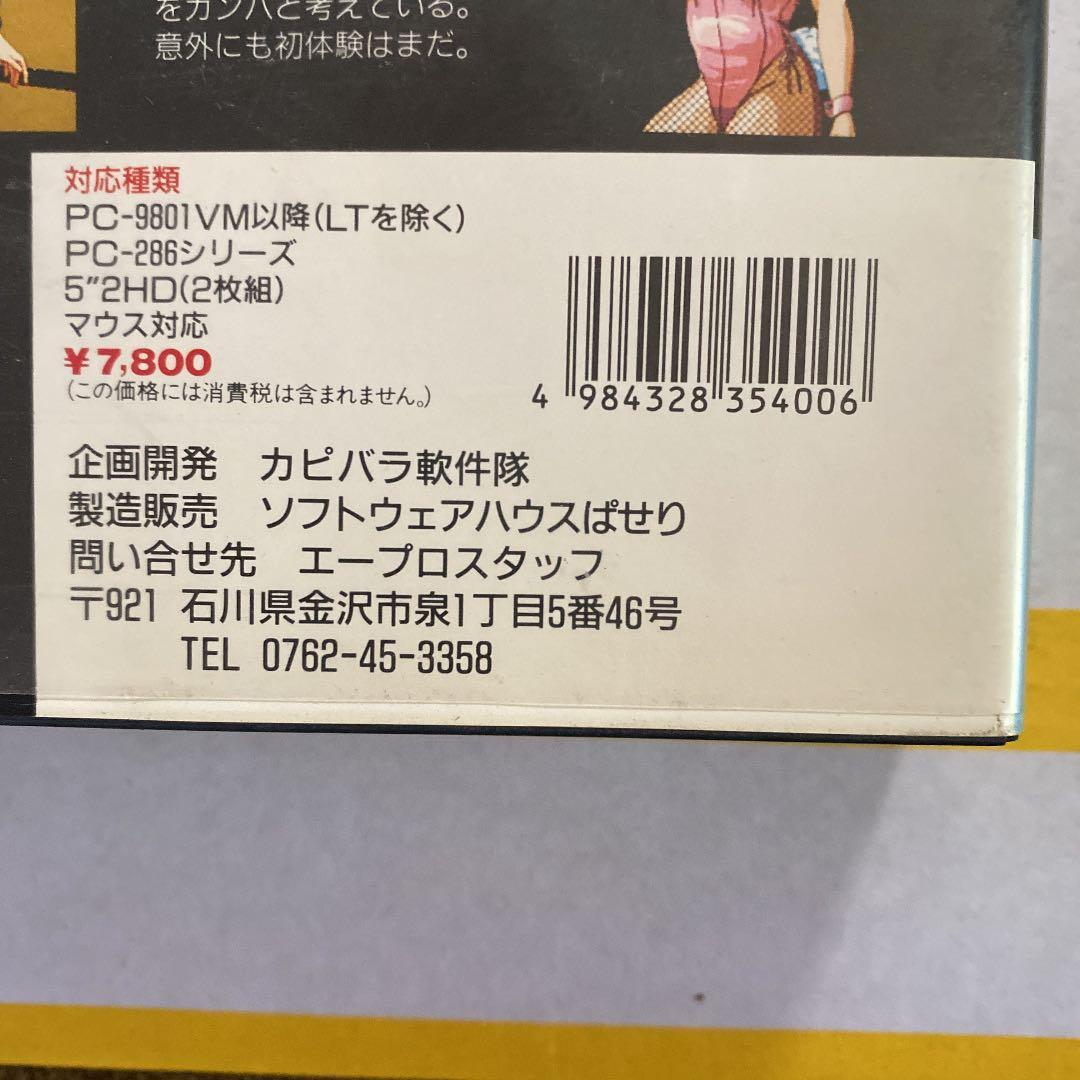 をカンパと考えている。
意外にも初体験はまだ。
対応種類
PC-9801VM以降(LTを除く)
PC-286シリーズ
5"2HD(2枚組)
マウス対応
¥7,800
(この価格には消費税は含まれません。)
4 984328 354006
企画開発 カピバラ軟件隊
製造販売 ソフトウェアハウスぱせり
問い合せ先 エープロスタッフ
〒921 石川県金沢市泉1丁目5番46号
TEL 0762-45-3358